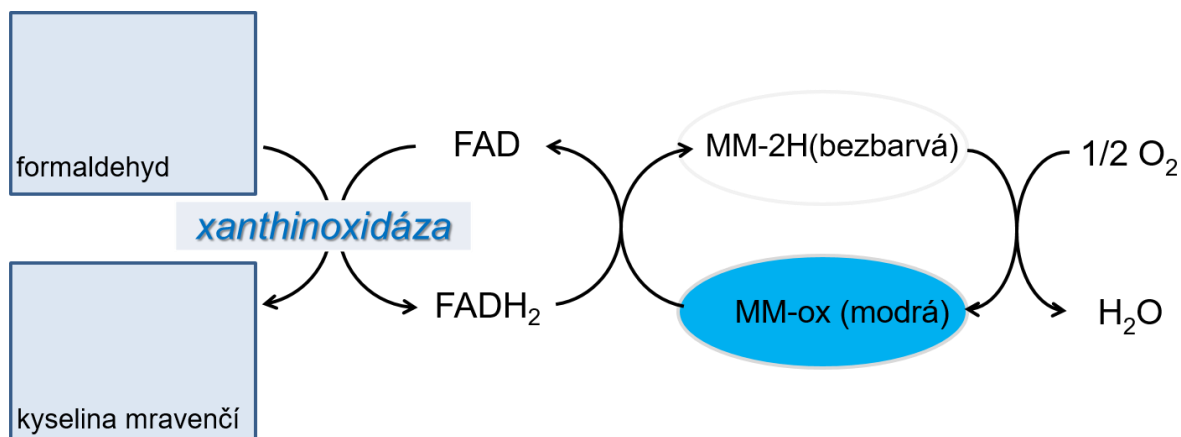 formaldehyd
FAD
MM-2H(bezbarvá)
1/2 O₂
xanthinoxidáza
kyselina mravenčí
FADH₂
MM-ox (modrá)
H₂O